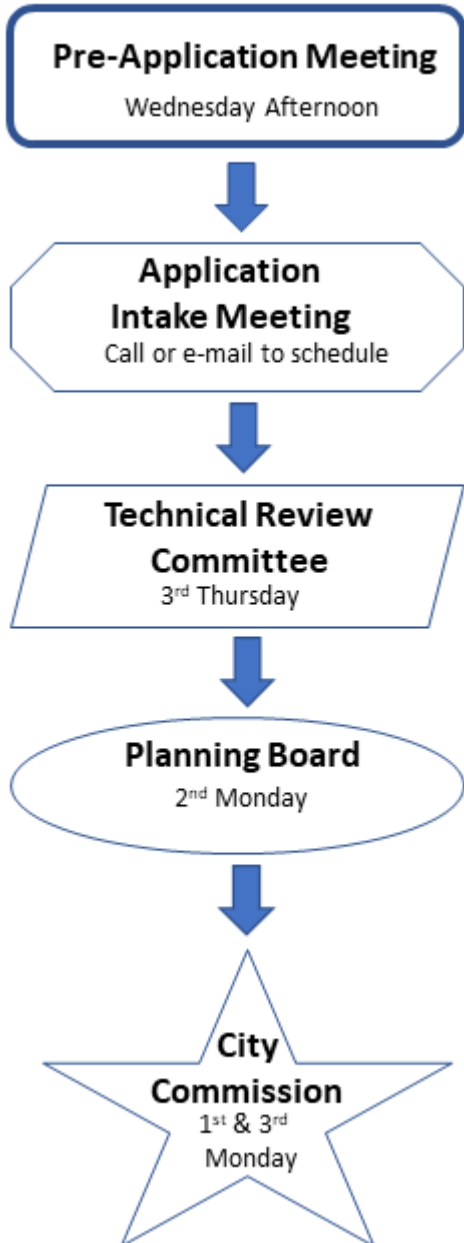 Pre-Application Meeting
Wednesday Afternoon
Application
Intake Meeting
Call or e-mail to schedule
Technical Review
Committee
3rd Thursday
Planning Board
2nd Monday
City
Commission
1st & 3rd
Monday